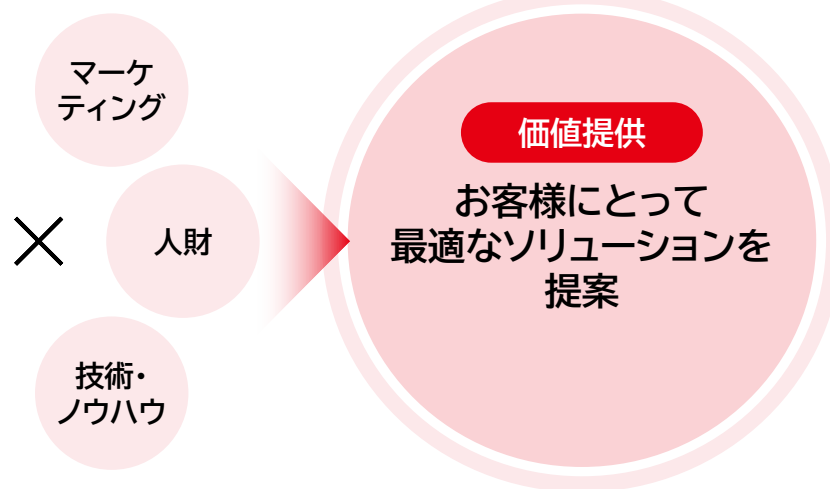 マーケ
ティング
×
人財
技術・
ノウハウ
価値提供
お客様にとって
最適なソリューションを
提案